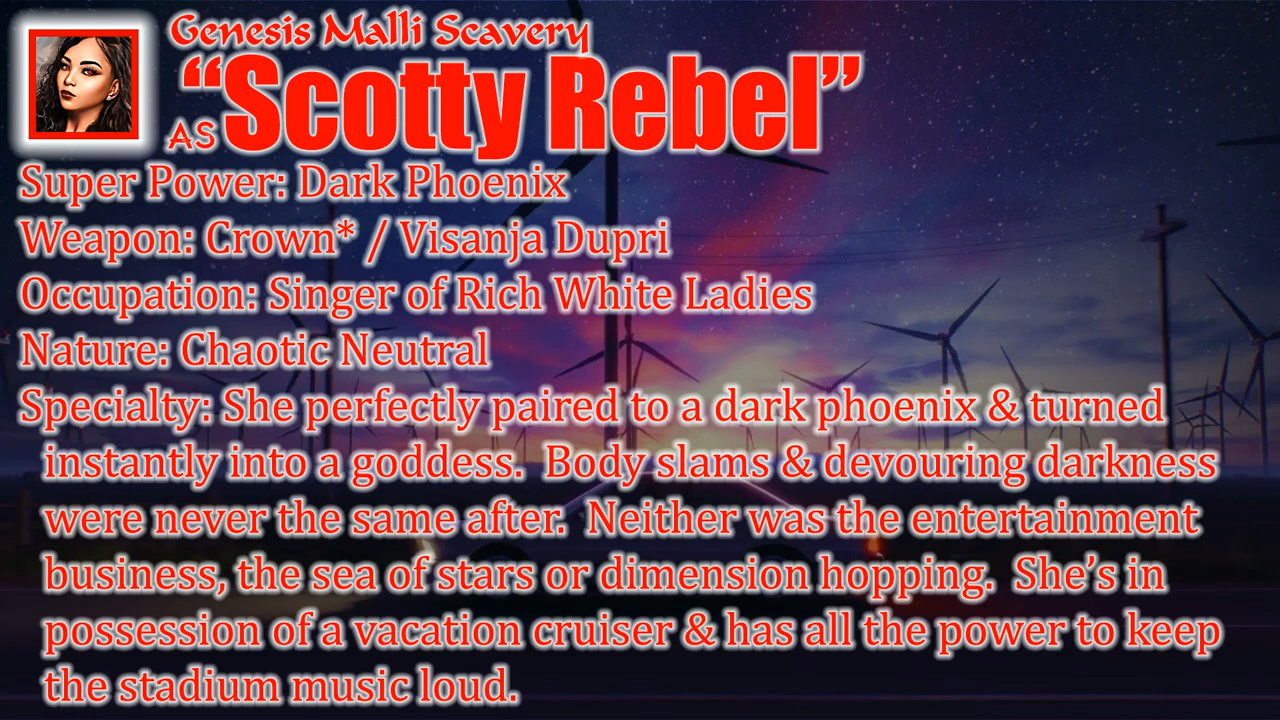 Genesis Malli Scavery
AS “Scotty Rebel”
Super Power: Dark Phoenix
Weapon: Crown* / Visanja Dupri
Occupation: Singer of Rich White Ladies
Nature: Chaotic Neutral
Specialty: She perfectly paired to a dark phoenix & turned
instantly into a goddess. Body slams & devouring darkness
were never the same after. Neither was the entertainment
business, the sea of stars or dimension hopping. She’s in
possession of a vacation cruiser & has all the power to keep
the stadium music loud.